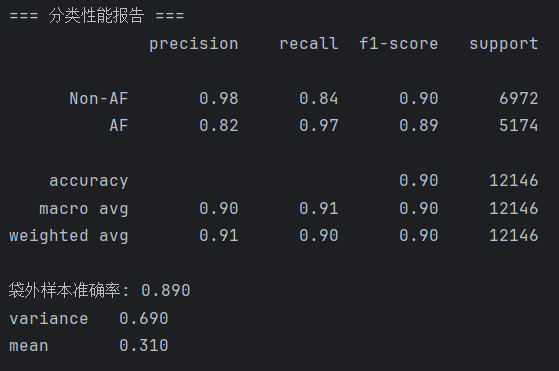 === 分类性能报告 ===
precision recall f1-score support
Non-AF 0.98 0.84 0.90 6972
AF 0.82 0.97 0.89 5174
accuracy 0.90 12146
macro avg 0.90 0.91 0.90 12146
weighted avg 0.91 0.90 0.90 12146
袋外样本准确率: 0.890
variance 0.690
mean 0.310